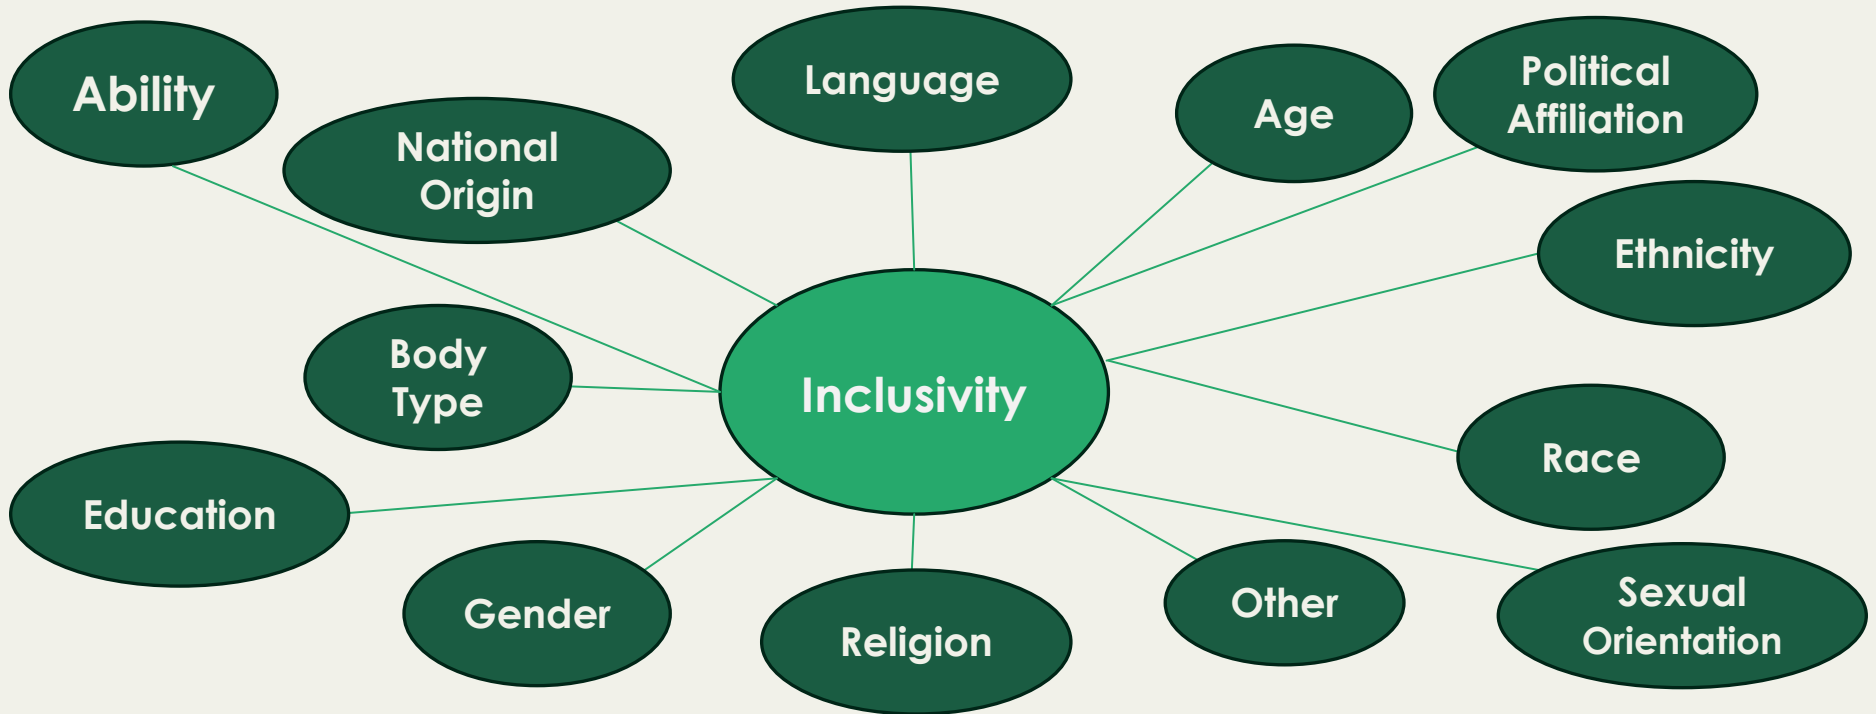 Ability
National
Origin
Language
Age
Political
Affiliation
Ethnicity
Body
Type
Inclusivity
Race
Education
Gender
Religion
Other
Sexual
Orientation